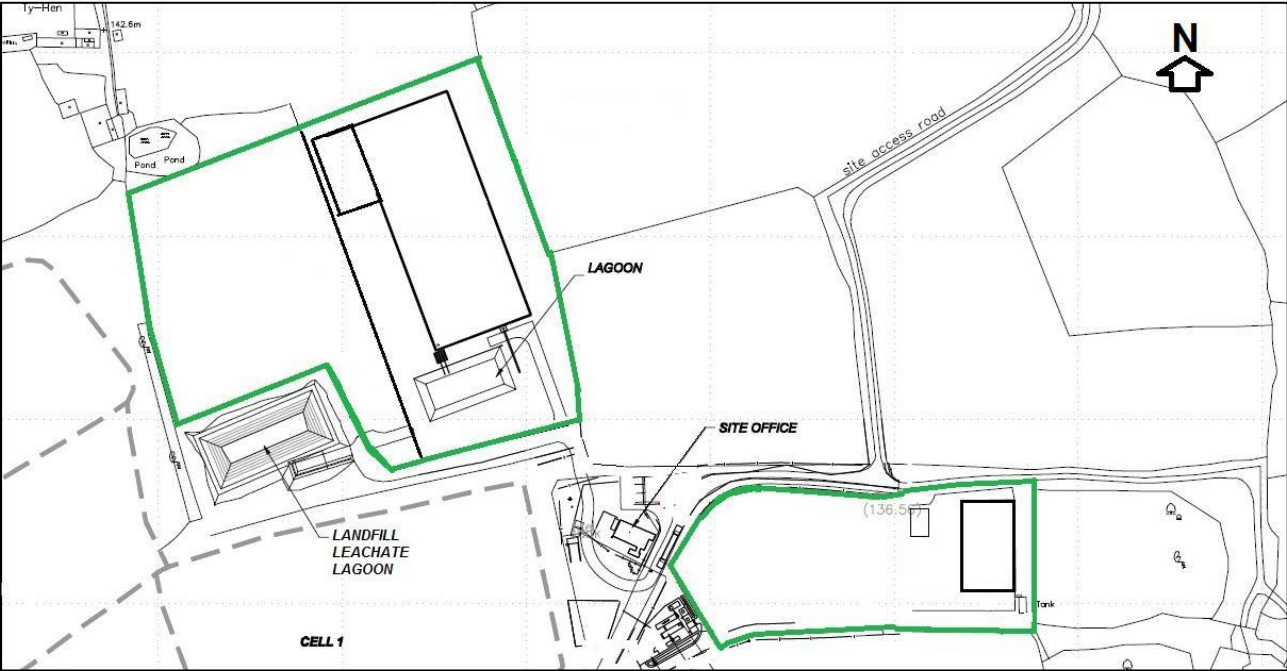 Ty-Hen
142.6m
N
site access road
Pond Pond
LAGOON
SITE OFFICE
LANDFILL
LEACHATE
LAGOON
Tank
CELL 1